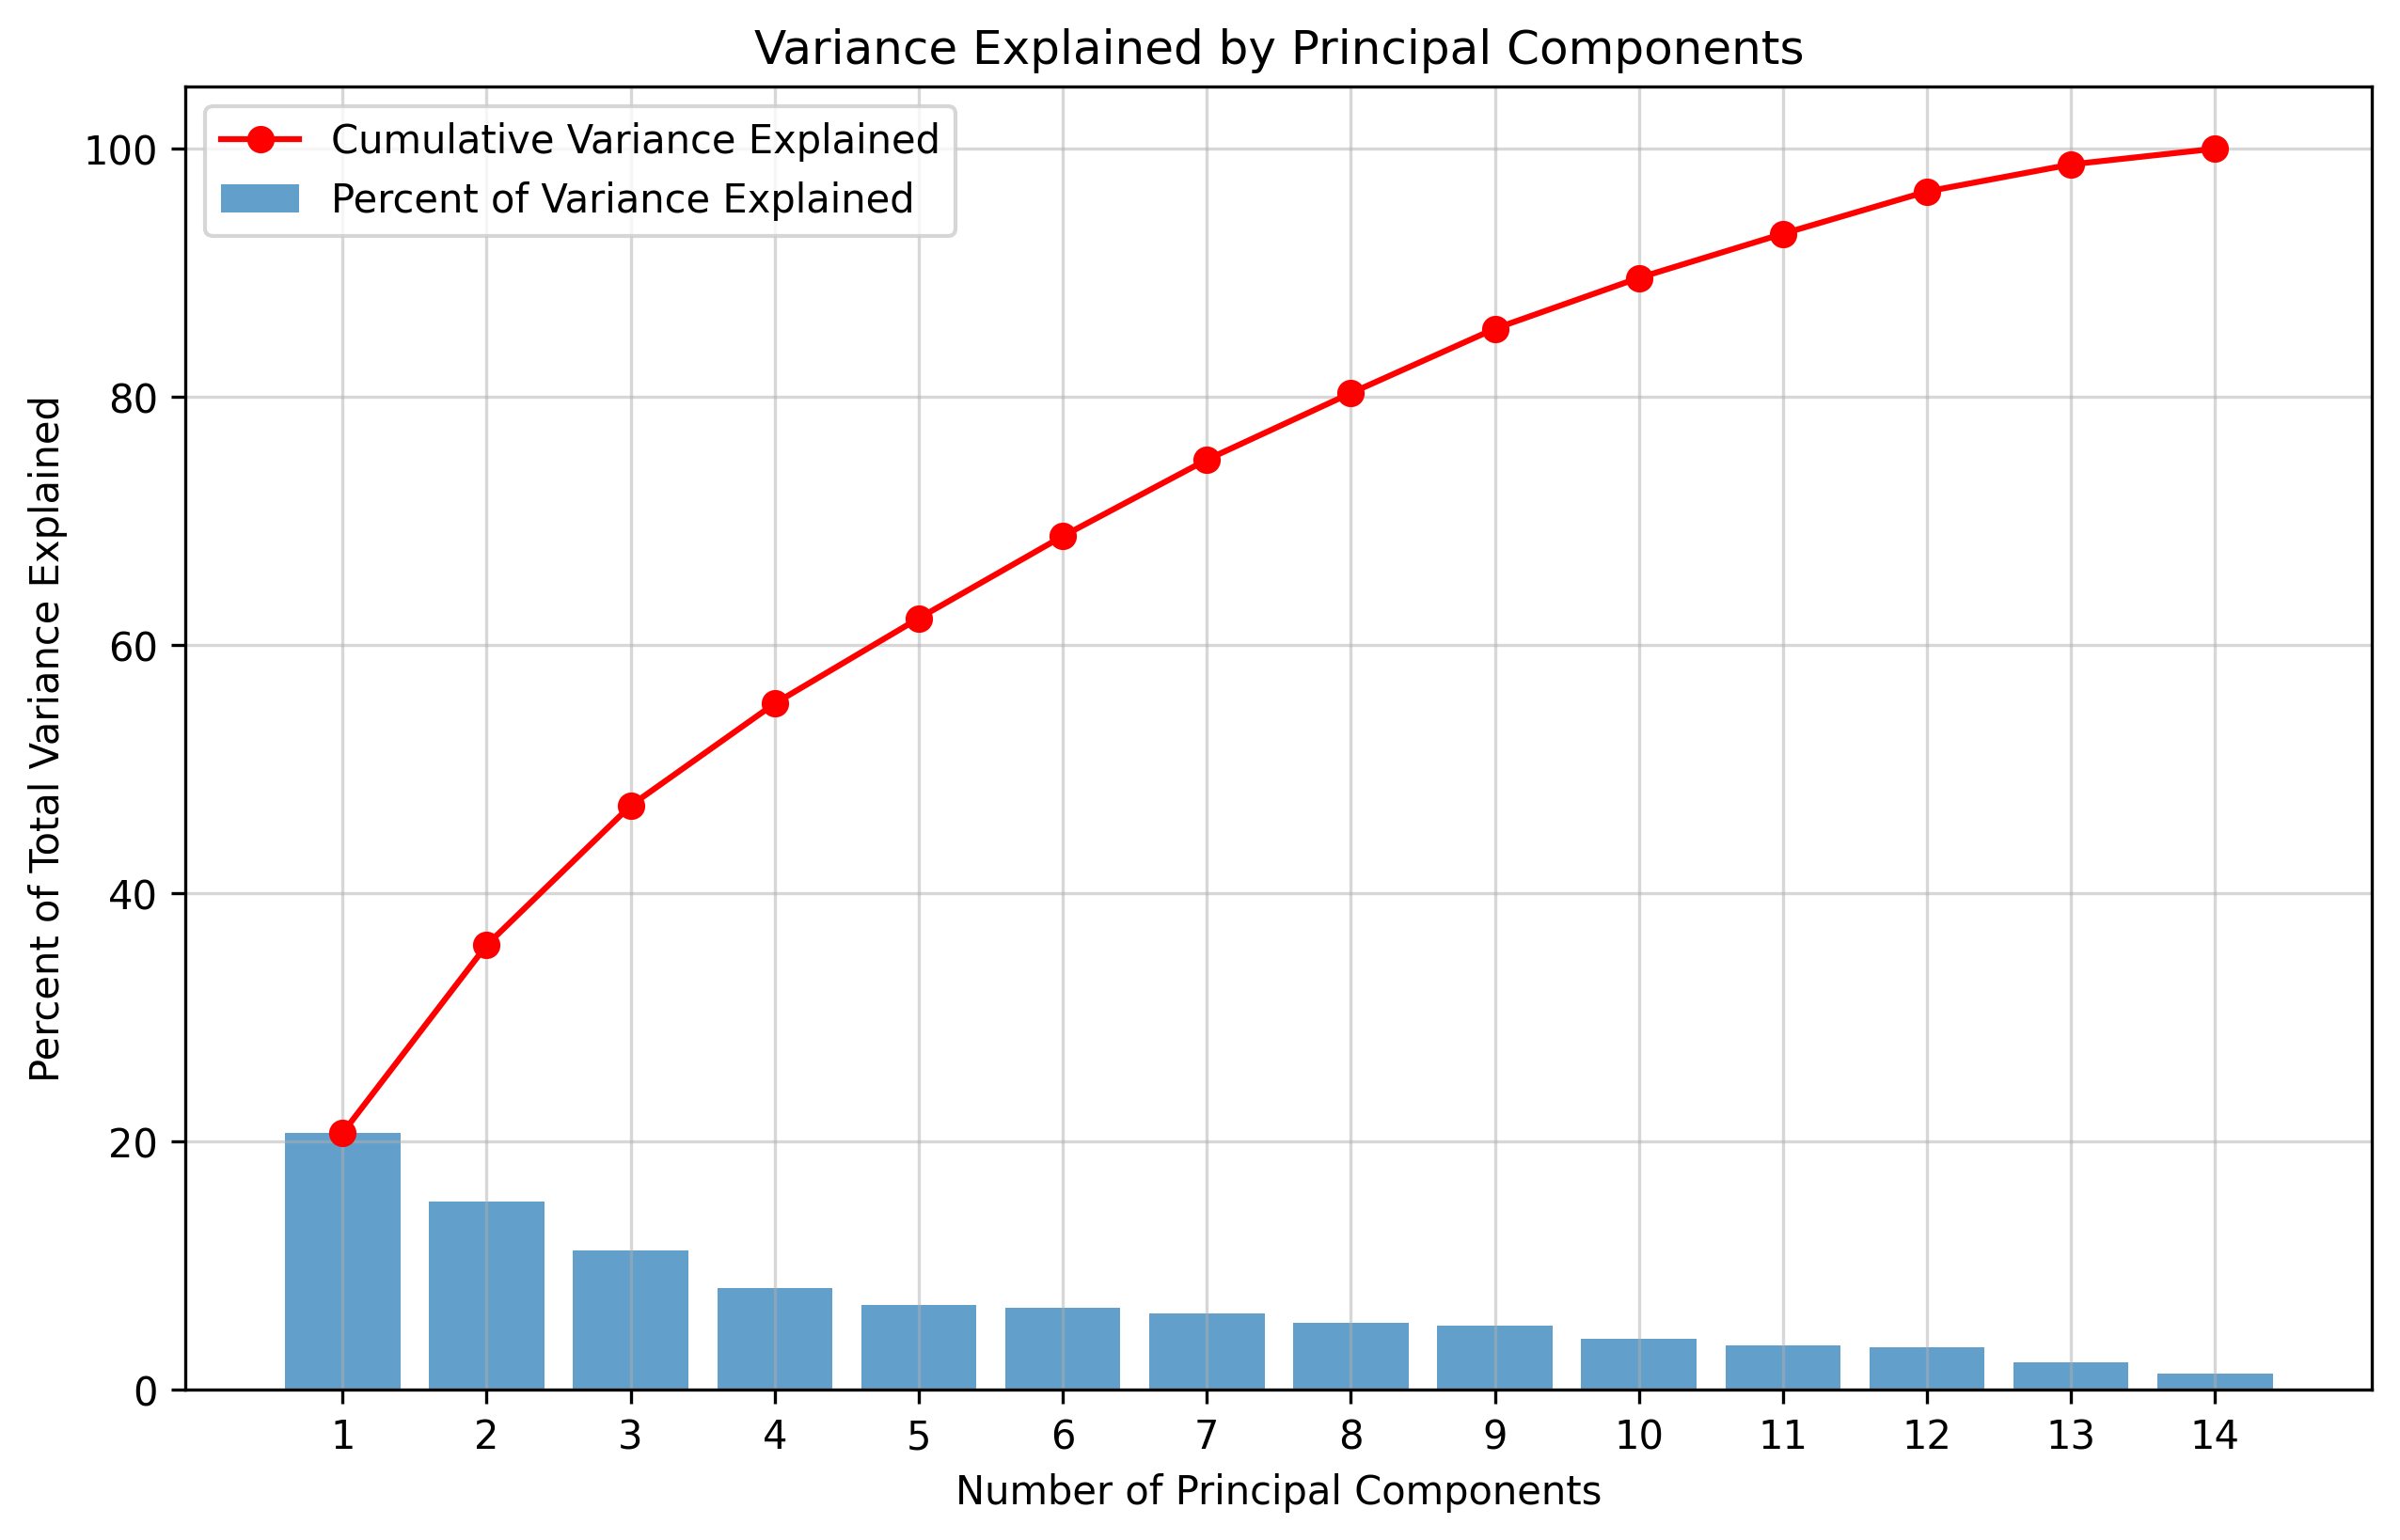 Variance Explained by Principal Components
Cumulative Variance Explained
Percent of Variance Explained
Percent of Total Variance Explained
100
80
60
40
20
0
1 2 3 4 5 6 7 8 9 10 11 12 13 14
Number of Principal Components